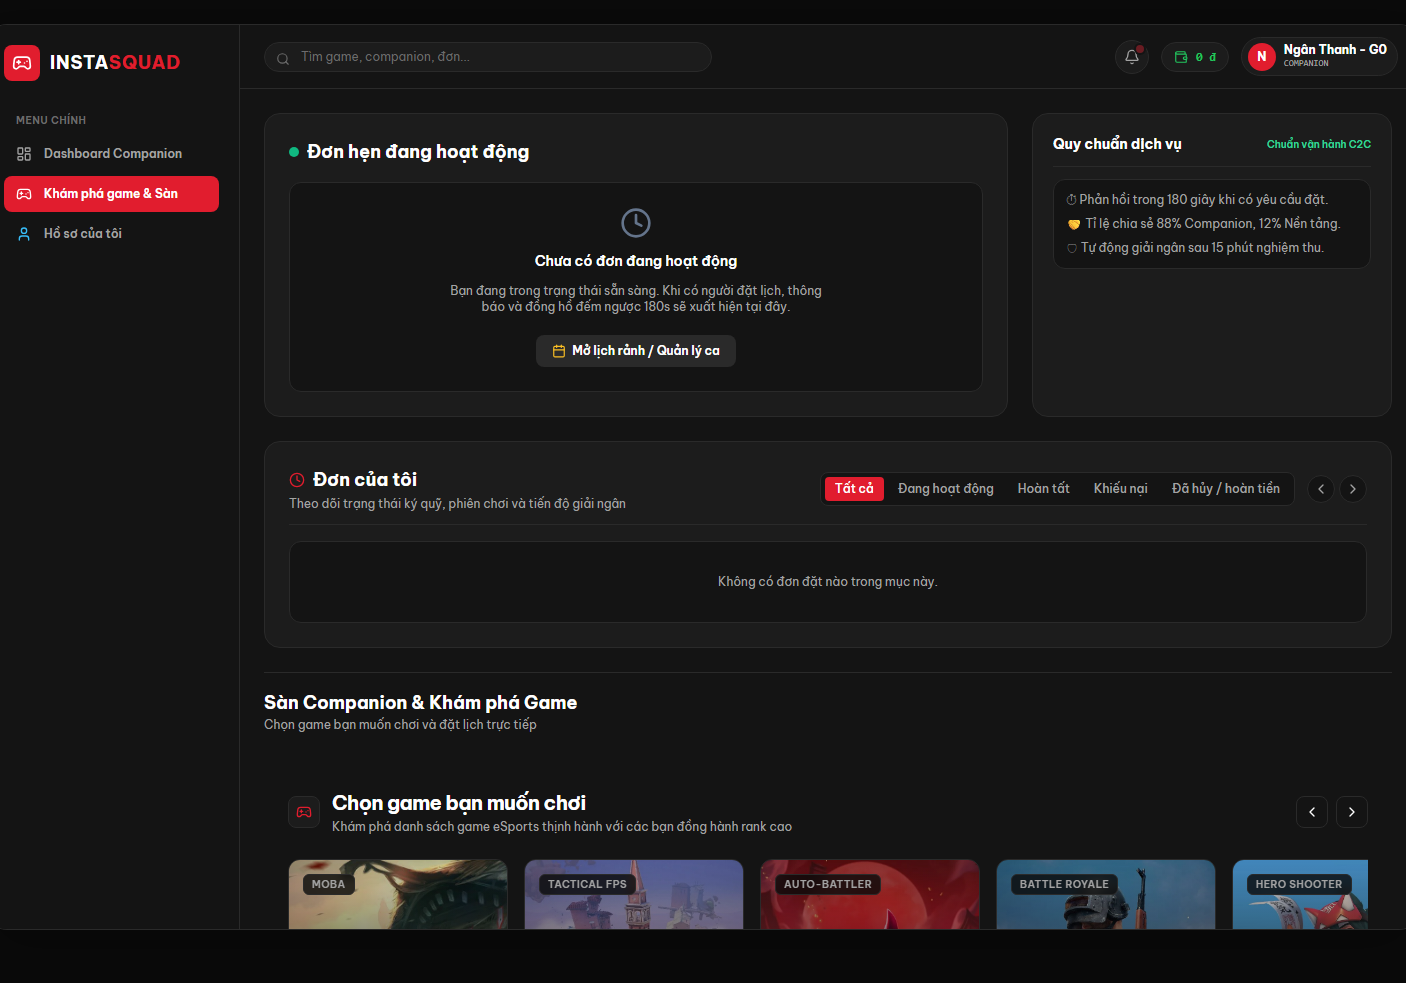 INSTASQUAD
Tìm game, companion, đơn...
0 đ
N
Ngân Thanh - G0
COMPANION
MENU CHÍNH
Dashboard Companion
Khám phá game & Sàn
Hồ sơ của tôi
Đơn hẹn đang hoạt động
Chưa có đơn đang hoạt động
Bạn đang trong trạng thái sẵn sàng. Khi có người đặt lịch, thông
báo và đồng hồ đếm ngược 180s sẽ xuất hiện tại đây.
Mở lịch rảnh / Quản lý ca
Quy chuẩn dịch vụ
Chuẩn vận hành C2C
Phản hồi trong 180 giây khi có yêu cầu đặt.
Tỉ lệ chia sẻ 88% Companion, 12% Nền tảng.
Tự động giải ngân sau 15 phút nghiệm thu.
Đơn của tôi
Theo dõi trạng thái ký quỹ, phiên chơi và tiến độ giải ngân
Tất cả
Đang hoạt động
Hoàn tất
Khiếu nại
Đã hủy / hoàn tiền
Không có đơn đặt nào trong mục này.
Sàn Companion & Khám phá Game
Chọn game bạn muốn chơi và đặt lịch trực tiếp
Chọn game bạn muốn chơi
Khám phá danh sách game eSports thịnh hành với các bạn đồng hành rank cao
MOBA
TACTICAL FPS
AUTO-BATTLER
BATTLE ROYALE
HERO SHOOTER